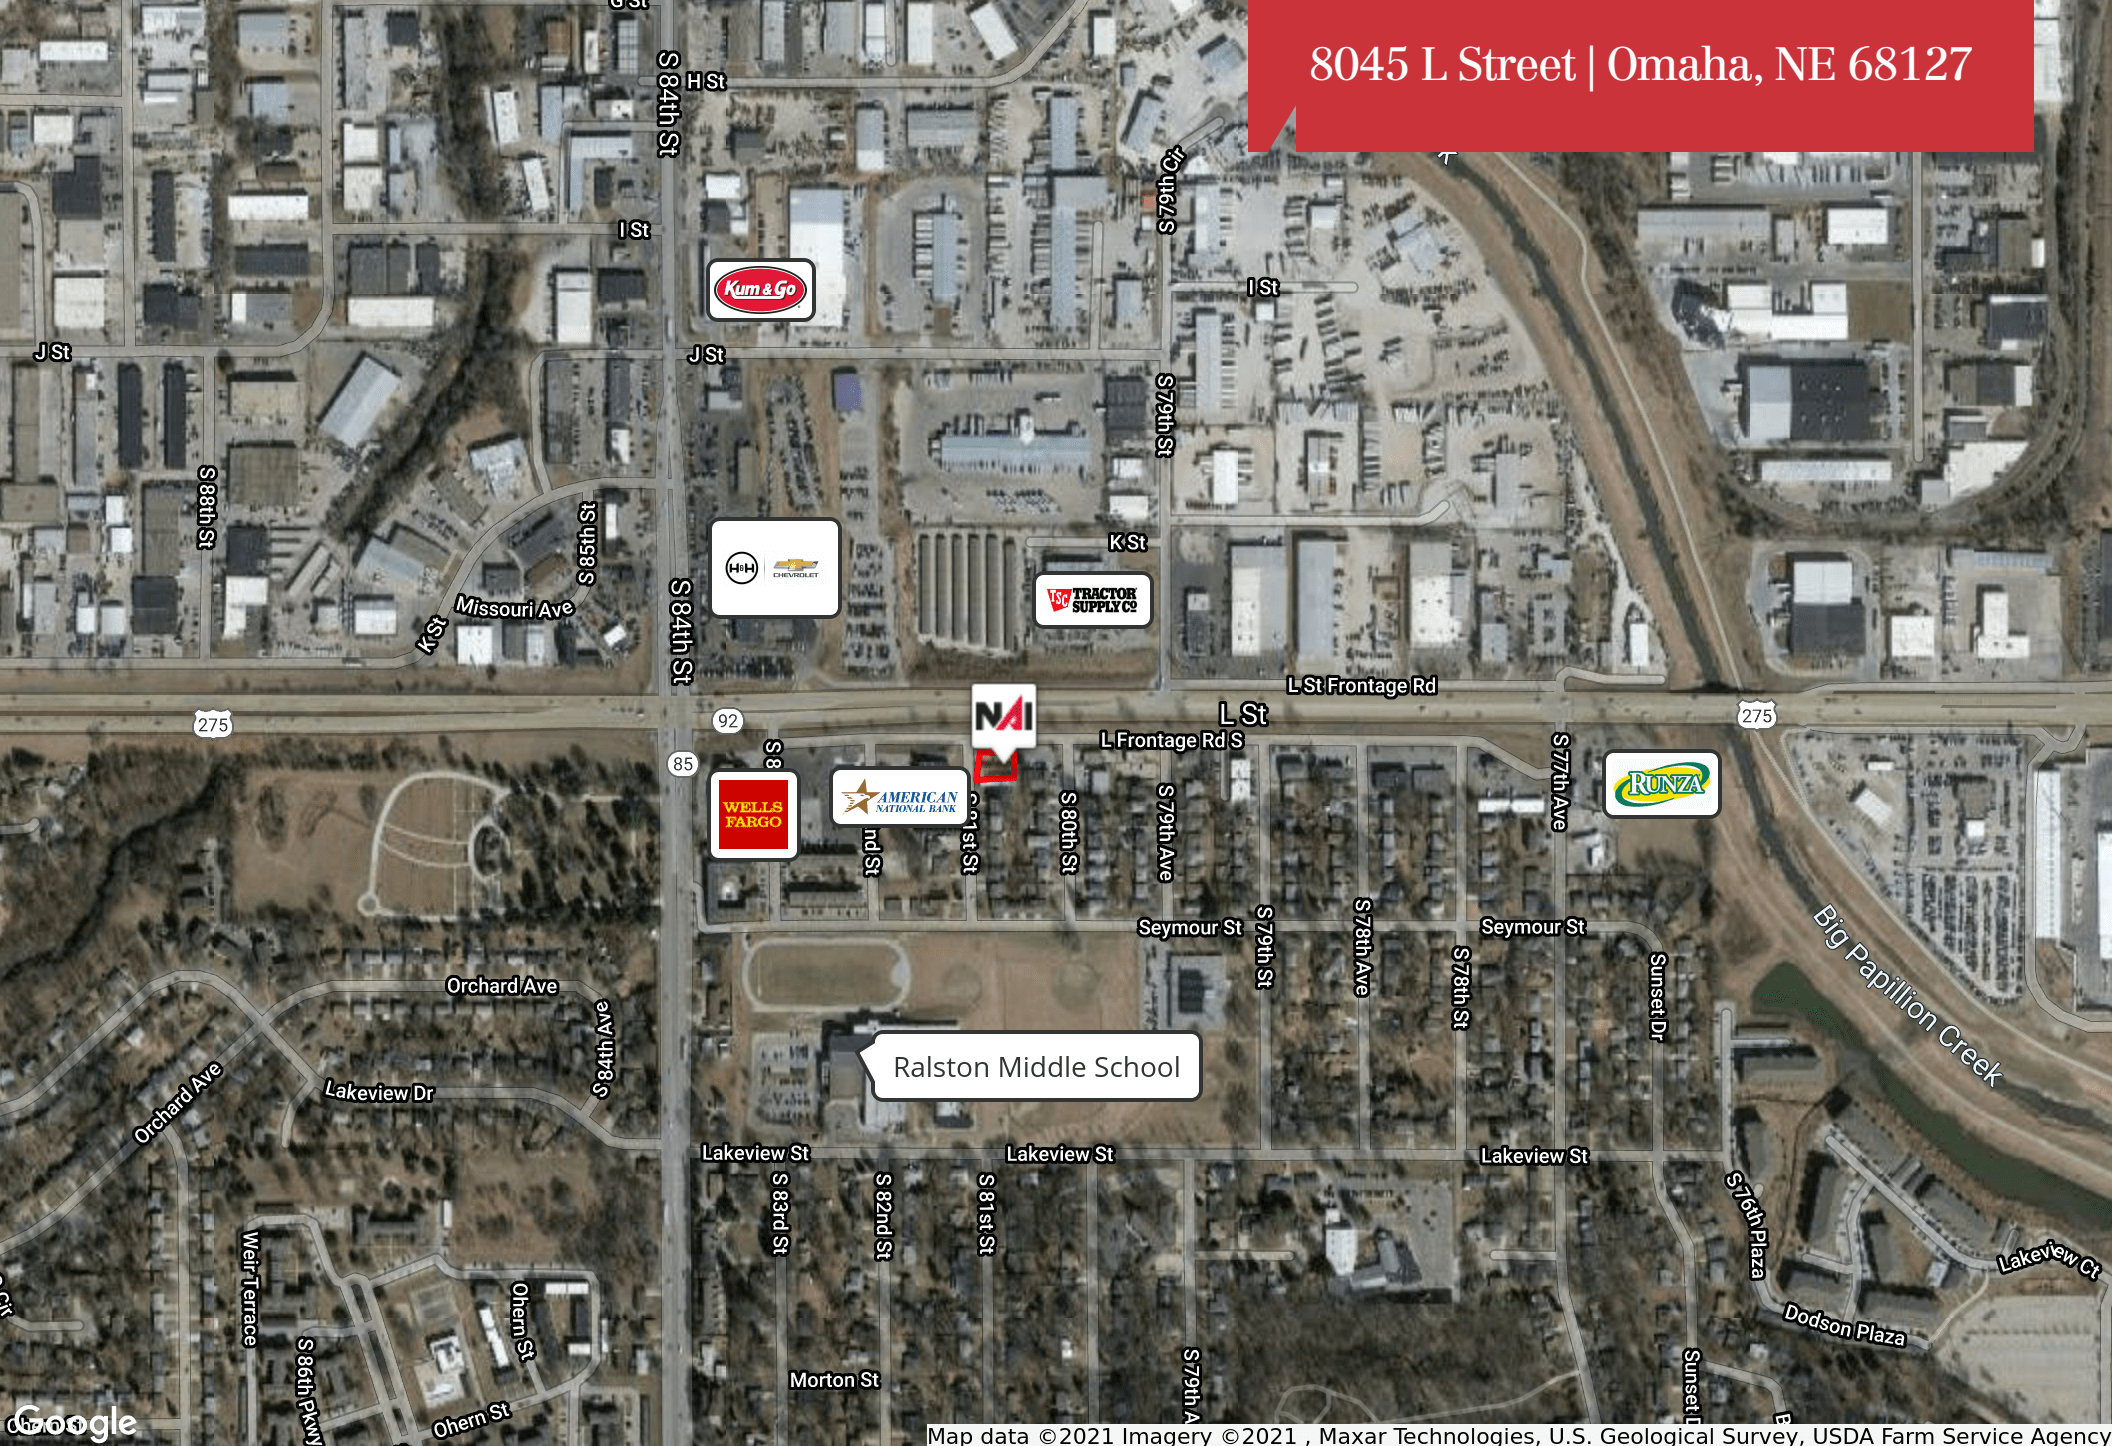 G St
8045 L Street | Omaha, NE 68127
S 84th St
H St
S 79th Cir
I St
Kum & Go
I St
J St
J St
S 79th St
S 88th St
S 85th St
H&H
CHEVROLET
K St
TSC TRACTOR
SUPPLY CO
Missouri Ave
K St
S 84th St
L St Frontage Rd
NAI
275
92
L St
275
L Frontage Rd S
85
S 77th Ave
RUNZA
WELLS
FARGO
AMERICAN
NATIONAL BANK
S 80th St
S 79th Ave
Seymour St
Seymour St
S 79th St
S 78th Ave
S 78th St
Sunset Dr
Big Papillion Creek
Orchard Ave
S 84th Ave
Orchard Ave
Lakeview Dr
Ralston Middle School
Lakeview St
Lakeview St
Lakeview St
S 83rd St
S 82nd St
S 81st St
S 76th Plaza
Lakeview Ct
Weir Terrace
Ohern St
Dodson Plaza
S 86th Pkwy
Morton St
Ohern St
Google
Map data ©2021 Imagery ©2021 , Maxar Technologies, U.S. Geological Survey, USDA Farm Service Agency